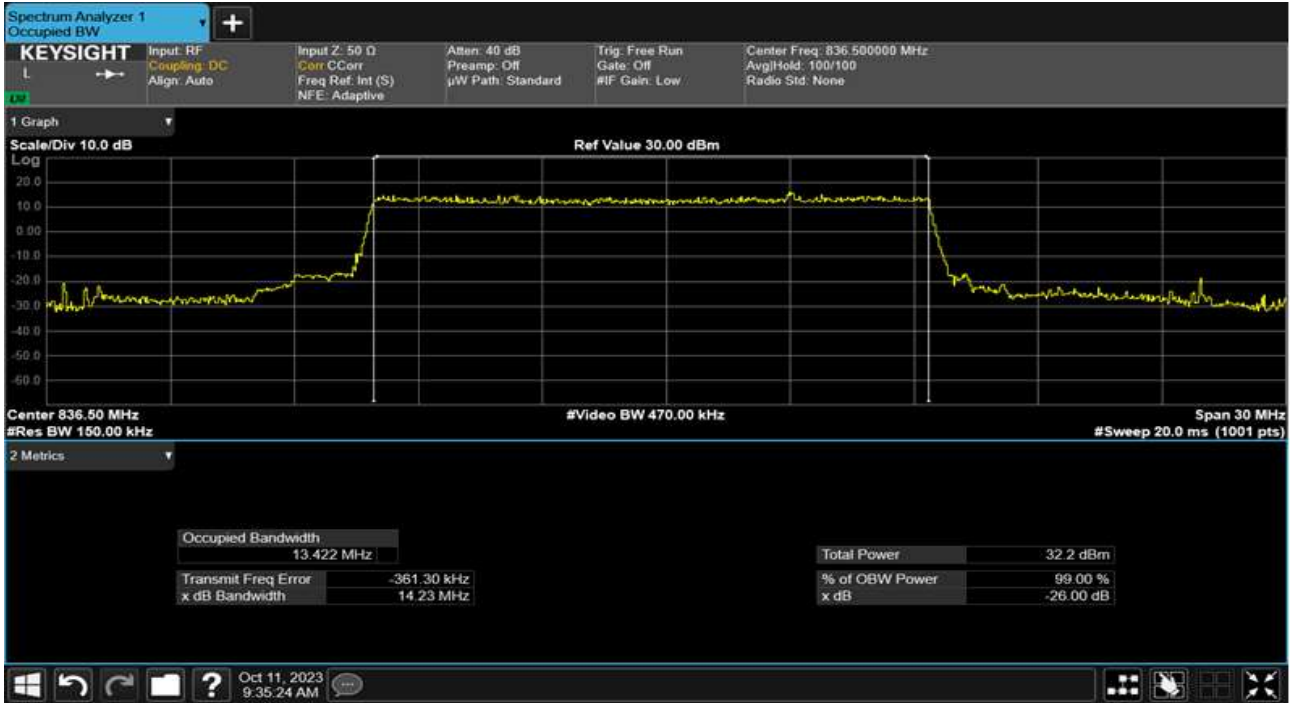 Spectrum Analyzer 1
Occupied BW
KEYSIGHT
L
Input: RF
Coupling: DC
Align: Auto
Input Z: 50 Ω
Corr CCorr
Freq Ref: Int (S)
NFE: Adaptive
Atten: 40 dB
Preamp: Off
µW Path: Standard
Trig: Free Run
Gate: Off
#IF Gain: Low
Center Freq: 836.500000 MHz
Avg|Hold: 100/100
Radio Std: None
1 Graph
Scale/Div 10.0 dB
Ref Value 30.00 dBm
Log
20.0
10.0
0.00
-10.0
-20.0
-30.0
-40.0
-50.0
-60.0
Center 836.50 MHz
#Video BW 470.00 kHz
Span 30 MHz
#Res BW 150.00 kHz
#Sweep 20.0 ms (1001 pts)
2 Metrics
Occupied Bandwidth
13.422 MHz
Total Power 32.2 dBm
Transmit Freq Error -361.30 kHz
% of OBW Power 99.00 %
x dB Bandwidth 14.23 MHz
x dB -26.00 dB
Oct 11, 2023
9:35:24 AM